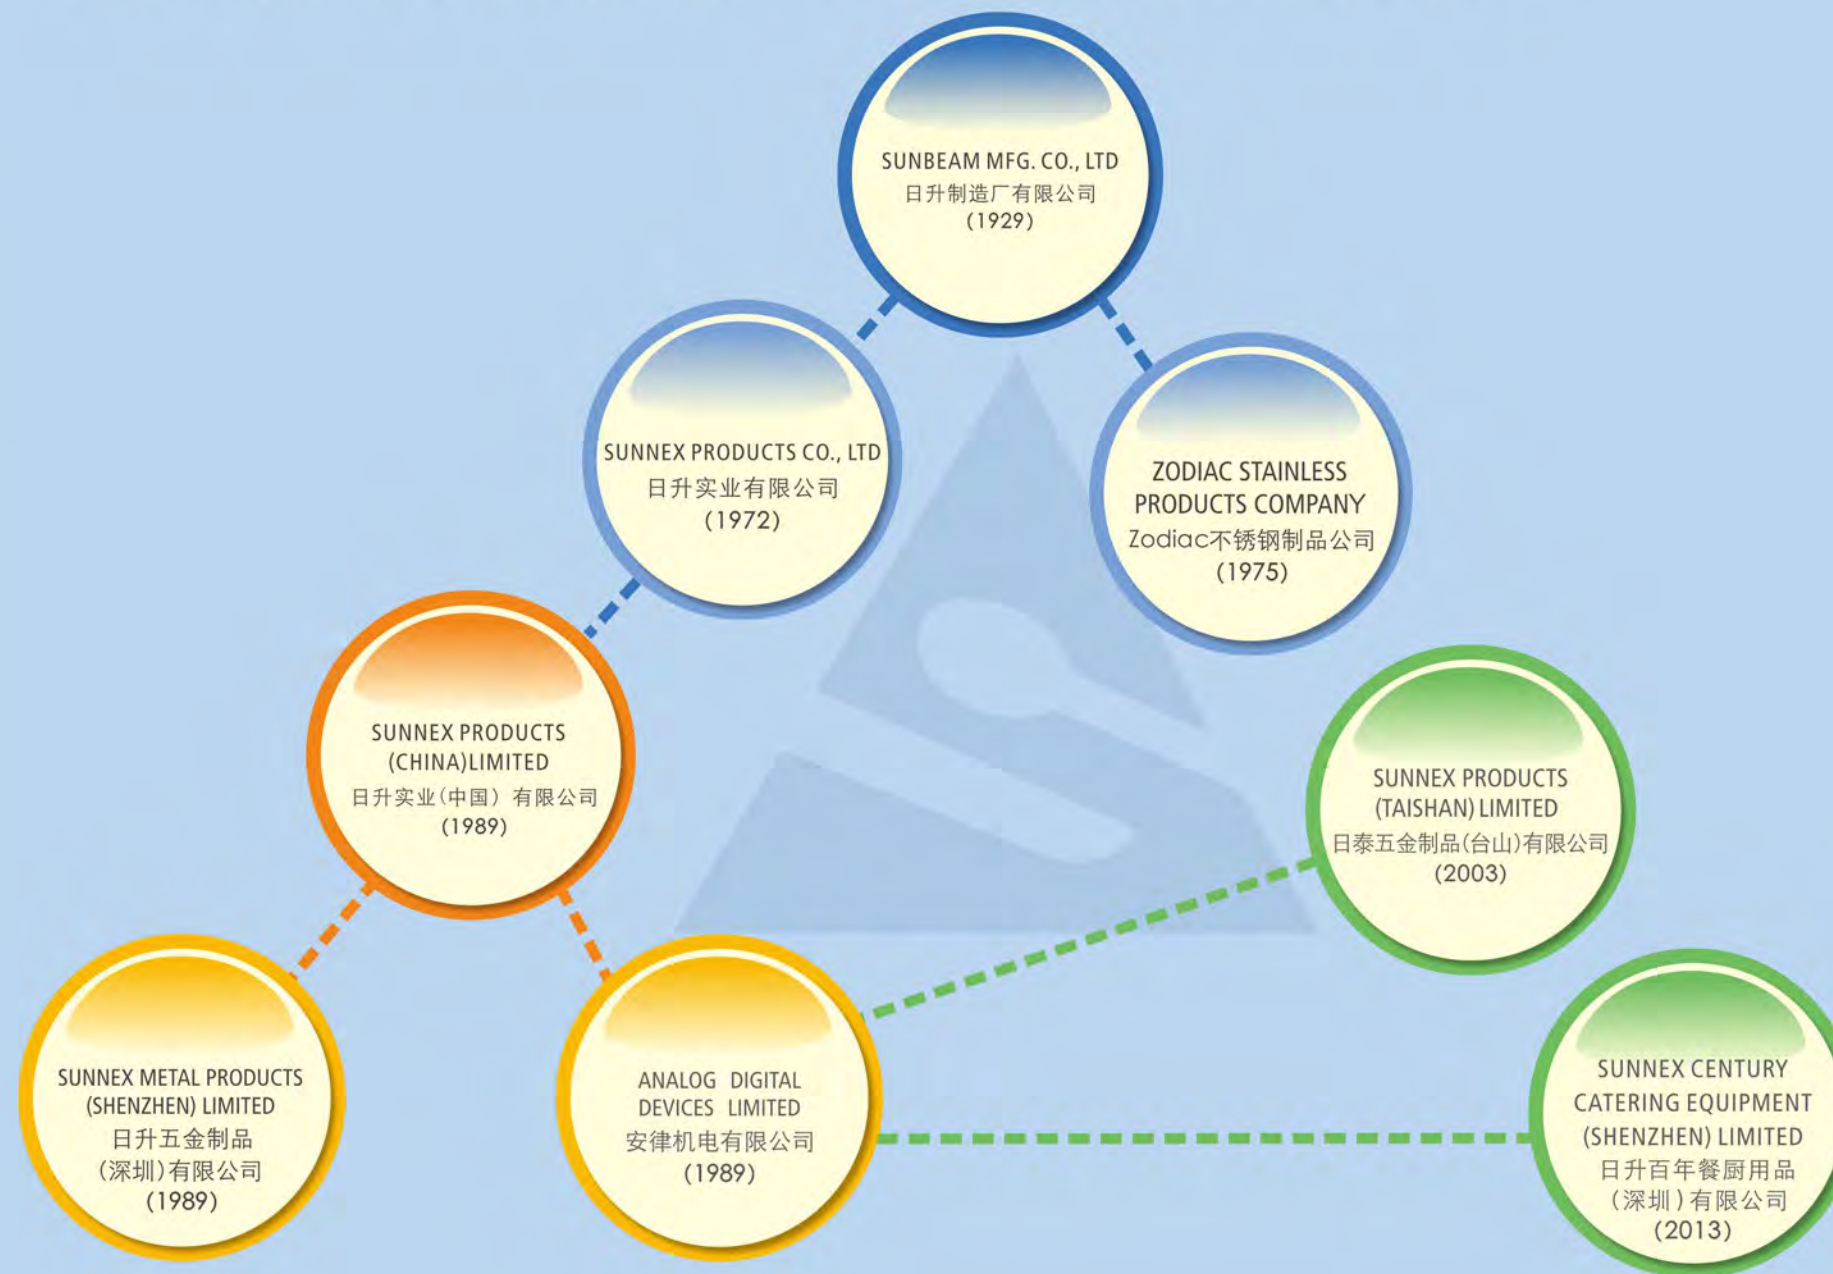 SUNBEAM MFG. CO., LTD
日升制造厂有限公司
(1929)
SUNNEX PRODUCTS CO., LTD
日升实业有限公司
(1972)
ZODIAC STAINLESS
PRODUCTS COMPANY
Zodiac不锈钢制品公司
(1975)
SUNNEX PRODUCTS
(CHINA)LIMITED
日升实业(中国）有限公司
(1989)
SUNNEX PRODUCTS
(TAISHAN) LIMITED
日泰五金制品(台山)有限公司
(2003)
SUNNEX METAL PRODUCTS
(SHENZHEN) LIMITED
日升五金制品
（深圳)有限公司
(1989)
ANALOG DIGITAL
DEVICES LIMITED
安律机电有限公司
(1989)
SUNNEX CENTURY
CATERING EQUIPMENT
(SHENZHEN) LIMITED
日升百年餐厨用品
（深圳）有限公司
(2013)